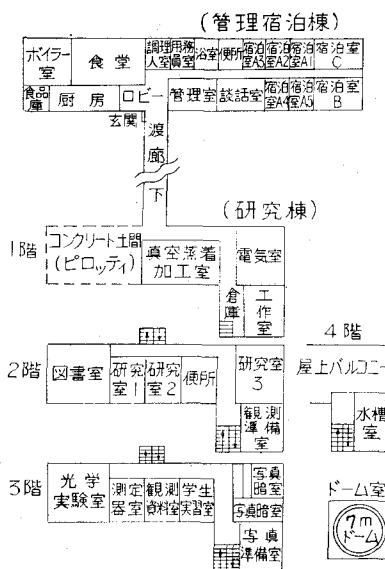 (管理宿泊棟)
ボイラー室 食堂 調理人室 用務員室 浴室 便所 宿泊室A3 宿泊室A2 宿泊室A1 宿泊室C
食品庫 厨房 ロビー 管理室 談話室 宿泊室A4 宿泊室A5 宿泊室B
玄関
渡廊下
(研究棟)
1階 コンクリート土間(ピロッティ) 真空蒸着加工室 電気室
倉庫 工作室
4階
2階 図書室 研究室1 研究室2 便所 研究室3 屋上バルコニー
観測準備室 水槽室
3階 光学実験室 測定器室 観測資料室 学生実習室 写真暗室
写真暗室
写真準備室
ドーム室
7mドーム